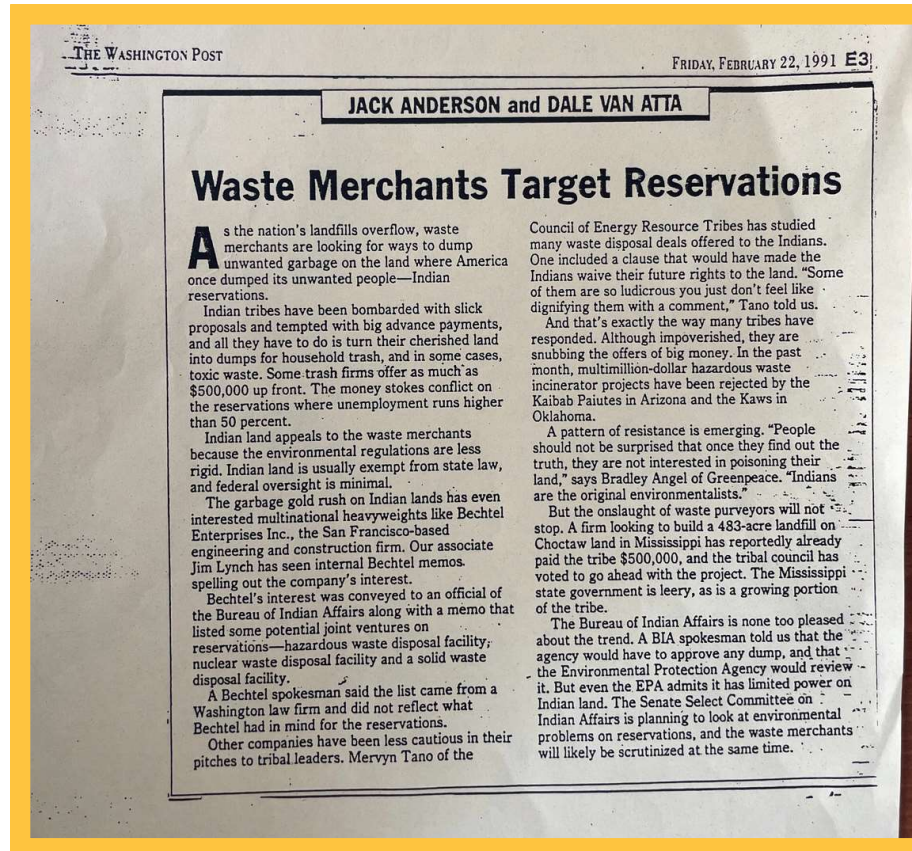 THE WASHINGTON POST
FRIDAY, FEBRUARY 22, 1991 E3
JACK ANDERSON and DALE VAN ATTA
Waste Merchants Target Reservations
As the nation's landfills overflow, waste
merchants are looking for ways to dump
unwanted garbage on the land where America
once dumped its unwanted people—Indian
reservations.
Indian tribes have been bombarded with slick
proposals and tempted with big advance payments,
and all they have to do is turn their cherished land
into dumps for household trash, and in some cases,
toxic waste. Some trash firms offer as much as
$500,000 up front. The money stokes conflict on
the reservations where unemployment runs higher
than 50 percent.
Indian land appeals to the waste merchants
because the environmental regulations are less
rigid. Indian land is usually exempt from state law,
and federal oversight is minimal.
The garbage gold rush on Indian lands has even
interested multinational heavyweights like Bechtel
Enterprises Inc., the San Francisco-based
engineering and construction firm. Our associate
Jim Lynch has seen internal Bechtel memos
spelling out the company's interest.
Bechtel's interest was conveyed to an official of
the Bureau of Indian Affairs along with a memo that
listed some potential joint ventures on
reservations—hazardous waste disposal facility,
nuclear waste disposal facility and a solid waste
disposal facility.
A Bechtel spokesman said the list came from a
Washington law firm and did not reflect what
Bechtel had in mind for the reservations.
Other companies have been less cautious in their
pitches to tribal leaders. Mervyn Tano of the
Council of Energy Resource Tribes has studied
many waste disposal deals offered to the Indians.
One included a clause that would have made the
Indians waive their future rights to the land. “Some
of them are so ludicrous you just don't feel like
dignifying them with a comment,” Tano told us.
And that's exactly the way many tribes have
responded. Although impoverished, they are
snubbing the offers of big money. In the past
month, multimillion-dollar hazardous waste
incinerator projects have been rejected by the
Kaibab Paiutes in Arizona and the Kaws in
Oklahoma.
A pattern of resistance is emerging. “People
should not be surprised that once they find out the
truth, they are not interested in poisoning their
land,” says Bradley Angel of Greenpeace. “Indians
are the original environmentalists.”
But the onslaught of waste purveyors will not
stop. A firm looking to build a 483-acre landfill on
Choctaw land in Mississippi has reportedly already
paid the tribe $500,000, and the tribal council has
voted to go ahead with the project. The Mississippi
state government is leery, as is a growing portion
of the tribe.
The Bureau of Indian Affairs is none too pleased
about the trend. A BIA spokesman told us that the
agency would have to approve any dump, and that
the Environmental Protection Agency would review
it. But even the EPA admits it has limited power on
Indian land. The Senate Select Committee on
Indian Affairs is planning to look at environmental
problems on reservations, and the waste merchants
will likely be scrutinized at the same time.